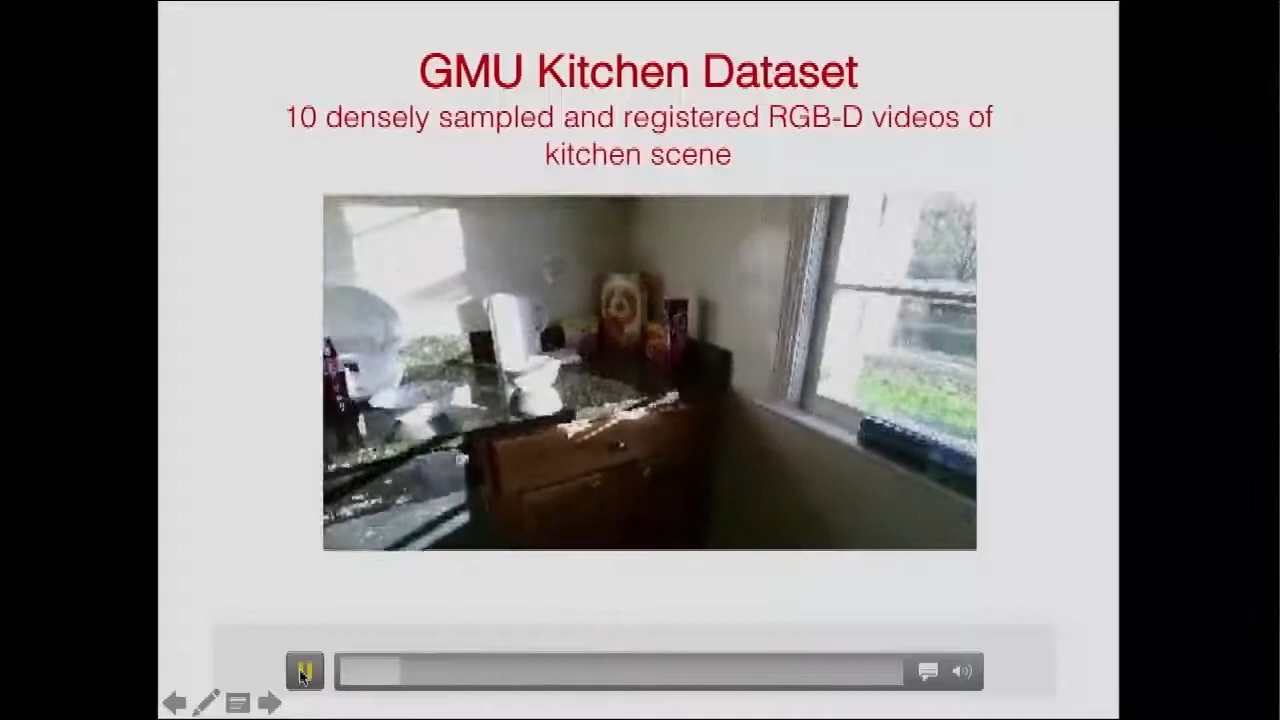 GMU Kitchen Dataset
10 densely sampled and registered RGB-D videos of
kitchen scene